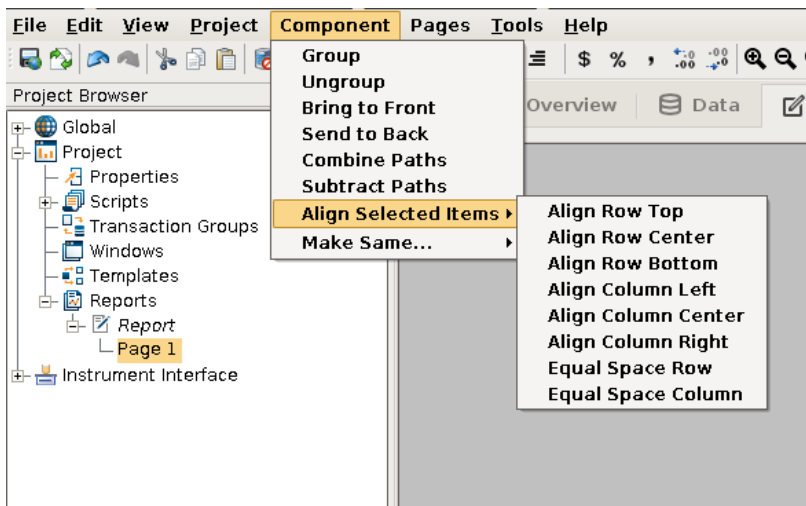 File Edit View Project Component Pages Tools Help
$ % , .00 .00
Project Browser
Overview Data
Global
Project
Properties
Scripts
Transaction Groups
Windows
Templates
Reports
Report
Page 1
Instrument Interface
Group
Ungroup
Bring to Front
Send to Back
Combine Paths
Subtract Paths
Align Selected Items
Make Same...
Align Row Top
Align Row Center
Align Row Bottom
Align Column Left
Align Column Center
Align Column Right
Equal Space Row
Equal Space Column